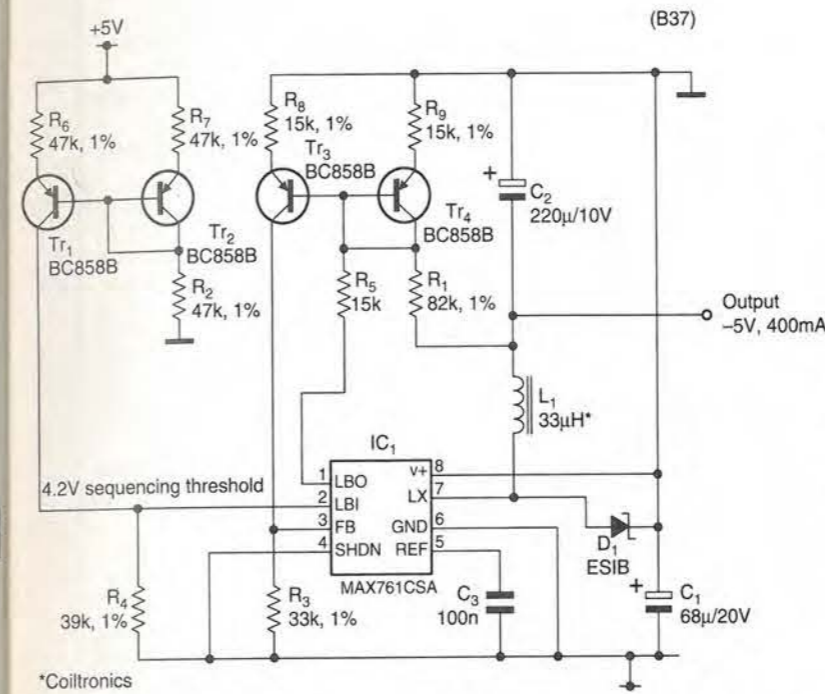 (B37)
+5V
R6
47k, 1%
R7
47k, 1%
R8
15k, 1%
R9
15k, 1%
Tr3
BC858B
Tr1
BC858B
Tr2
BC858B
Tr4
BC858B
+
C2
220μ/10V
R2
47k, 1%
R5
15k
R1
82k, 1%
Output
–5V, 400mA
L1
33μH*
IC1
4.2V sequencing threshold
1 LBO
2 LBI
3 FB
4 SHDN
v+ 8
LX 7
GND 6
REF 5
MAX761CSA
D1
ESIB
R4
39k, 1%
R3
33k, 1%
C3
100n
+
C1
68μ/20V
*Coiltronics